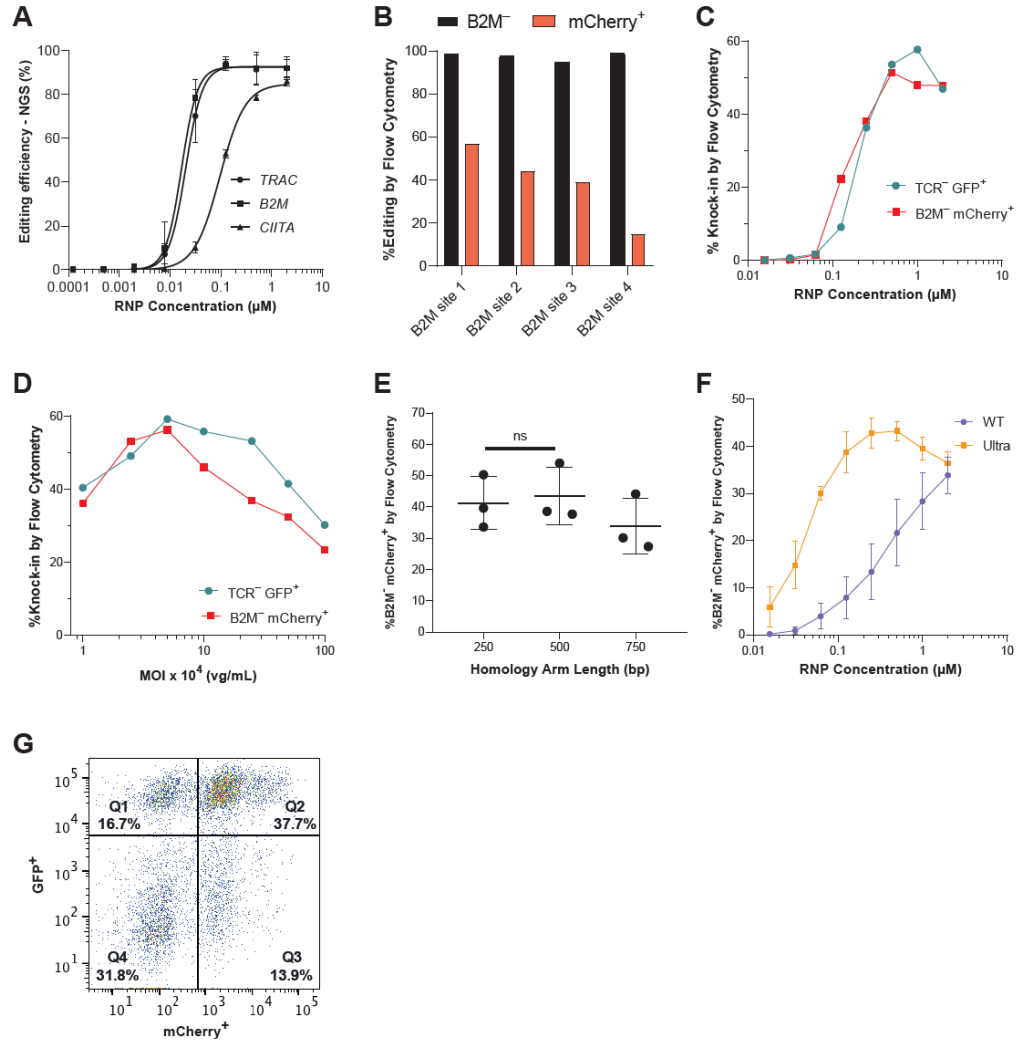 A
Editing efficiency - NGS (%)
100
80
60
40
20
0
0.0001
0.001
0.01
0.1
1
10
RNP Concentration (µM)
TRAC
B2M
CIITA
B
B2M⁻
mCherry⁺
%Editing by Flow Cytometry
100
80
60
40
20
0
B2M site 1
B2M site 2
B2M site 3
B2M site 4
C
% Knock-in by Flow Cytometry
60
40
20
0
0.01
0.1
1
10
RNP Concentration (µM)
TCR⁻ GFP⁺
B2M⁻ mCherry⁺
D
%Knock-in by Flow Cytometry
60
40
20
0
1
10
100
MOI x 10⁴ (vg/mL)
TCR⁻ GFP⁺
B2M⁻ mCherry⁺
E
%B2M⁻ mCherry⁺ by Flow Cytometry
70
60
50
40
30
20
10
0
ns
250
500
750
Homology Arm Length (bp)
F
%B2M⁻ mCherry⁺ by Flow Cytometry
50
40
30
20
10
0
0.01
0.1
1
10
RNP Concentration (µM)
WT
Ultra
G
GFP⁺
10⁵
10⁴
10³
10²
10¹
Q1
16.7%
Q2
37.7%
Q4
31.8%
Q3
13.9%
10¹
10²
10³
10⁴
10⁵
mCherry⁺